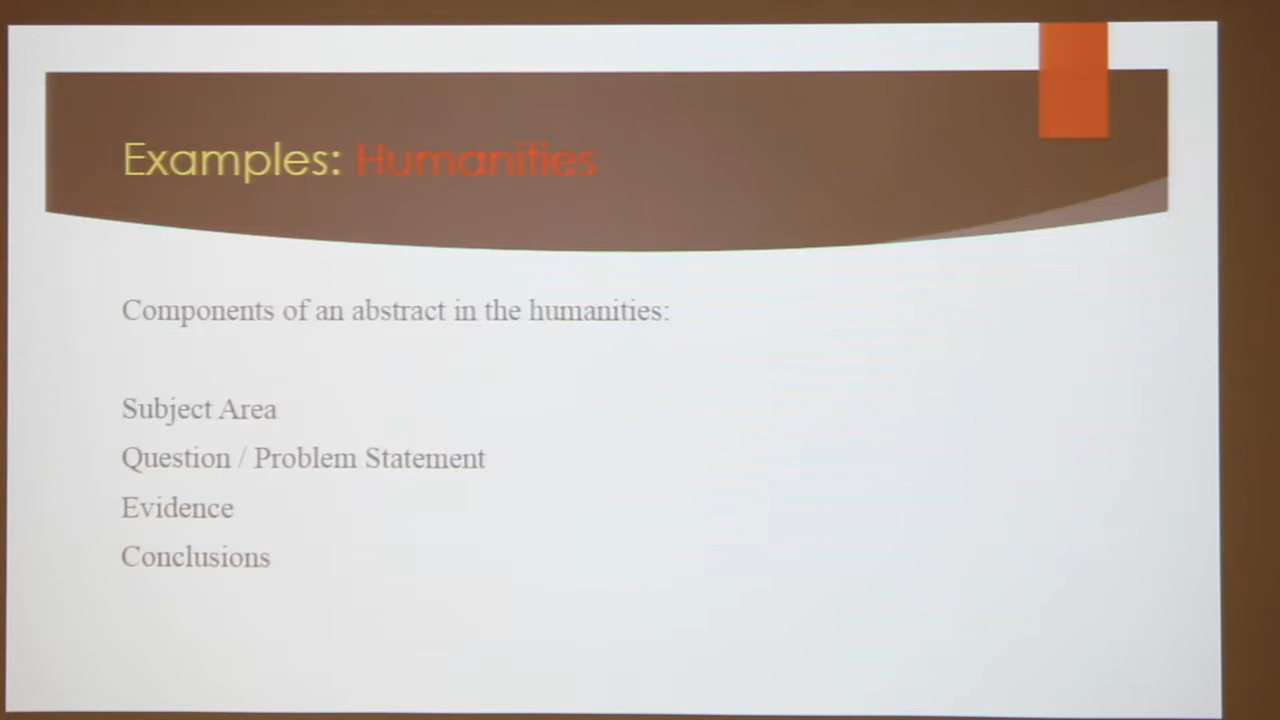 Examples: Humanities
Components of an abstract in the humanities:
Subject Area
Question / Problem Statement
Evidence
Conclusions